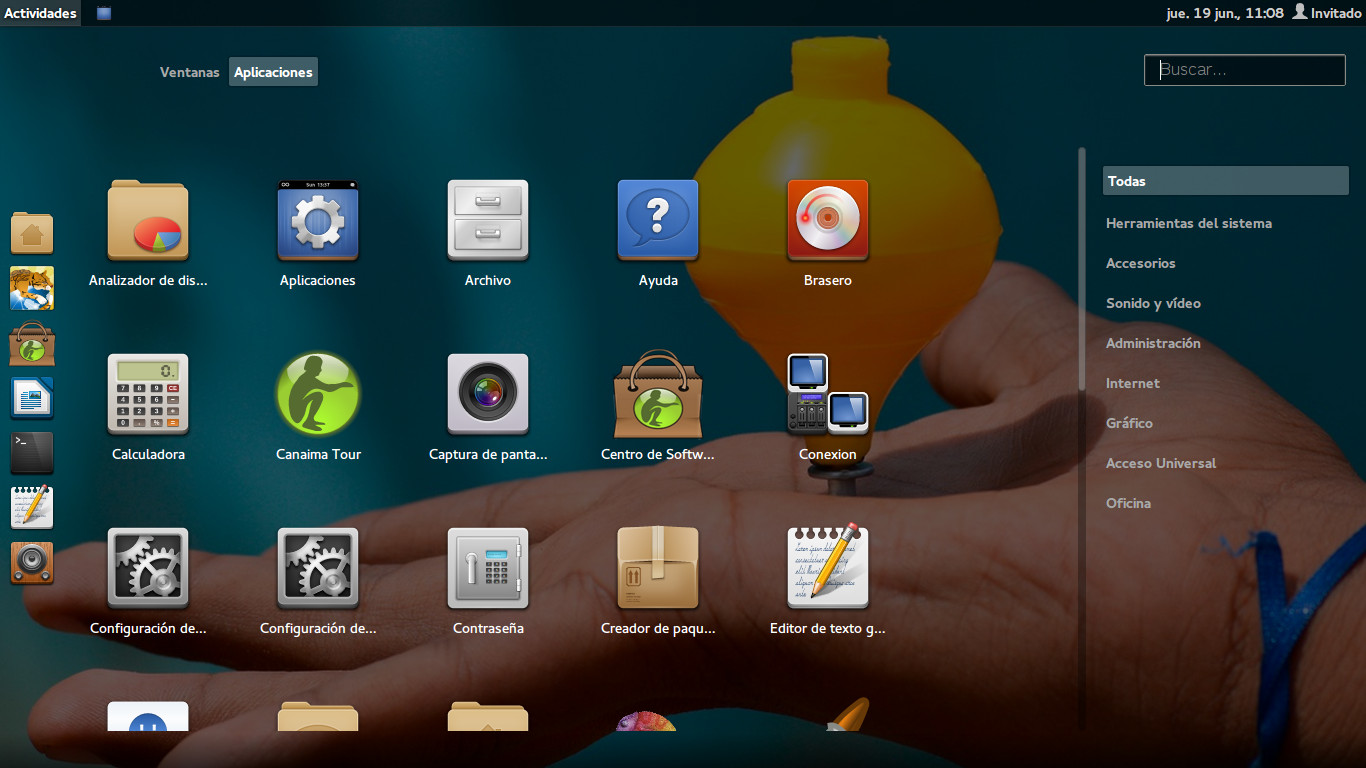 Actividades
jue. 19 jun., 11:08
Invitado
Ventanas
Aplicaciones
Buscar...
Analizador de dis...
Aplicaciones
Archivo
Ayuda
Brasero
Calculadora
Canaima Tour
Captura de panta...
Centro de Softw...
Conexion
Configuración de...
Configuración de...
Contraseña
Creador de paqu...
Editor de texto g...
Todas
Herramientas del sistema
Accesorios
Sonido y vídeo
Administración
Internet
Gráfico
Acceso Universal
Oficina